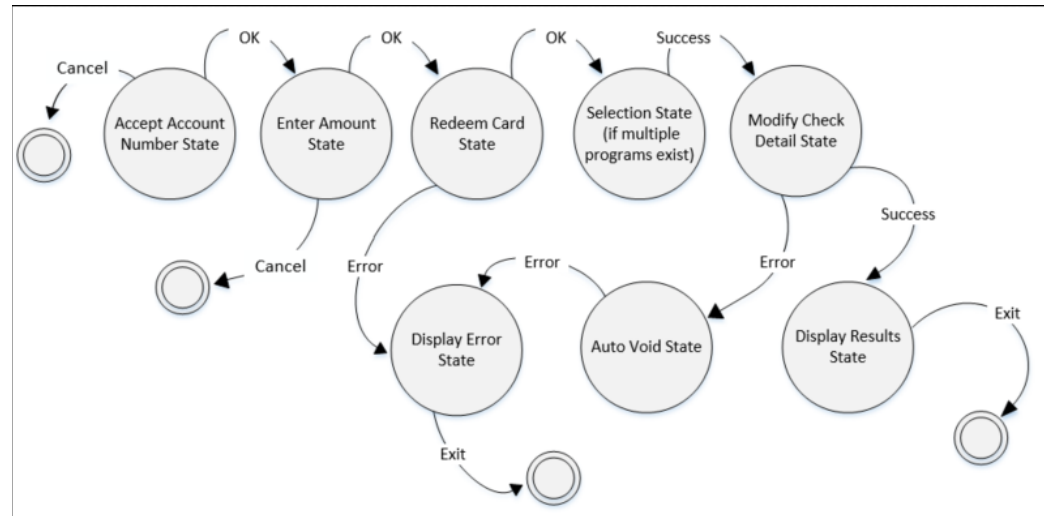 OK
OK
OK
Success
Cancel
Accept Account
Number State
Enter Amount
State
Redeem Card
State
Selection State
(if multiple
programs exist)
Modify Check
Detail State
Success
Cancel
Error
Error
Error
Display Error
State
Auto Void State
Display Results
State
Exit
Exit